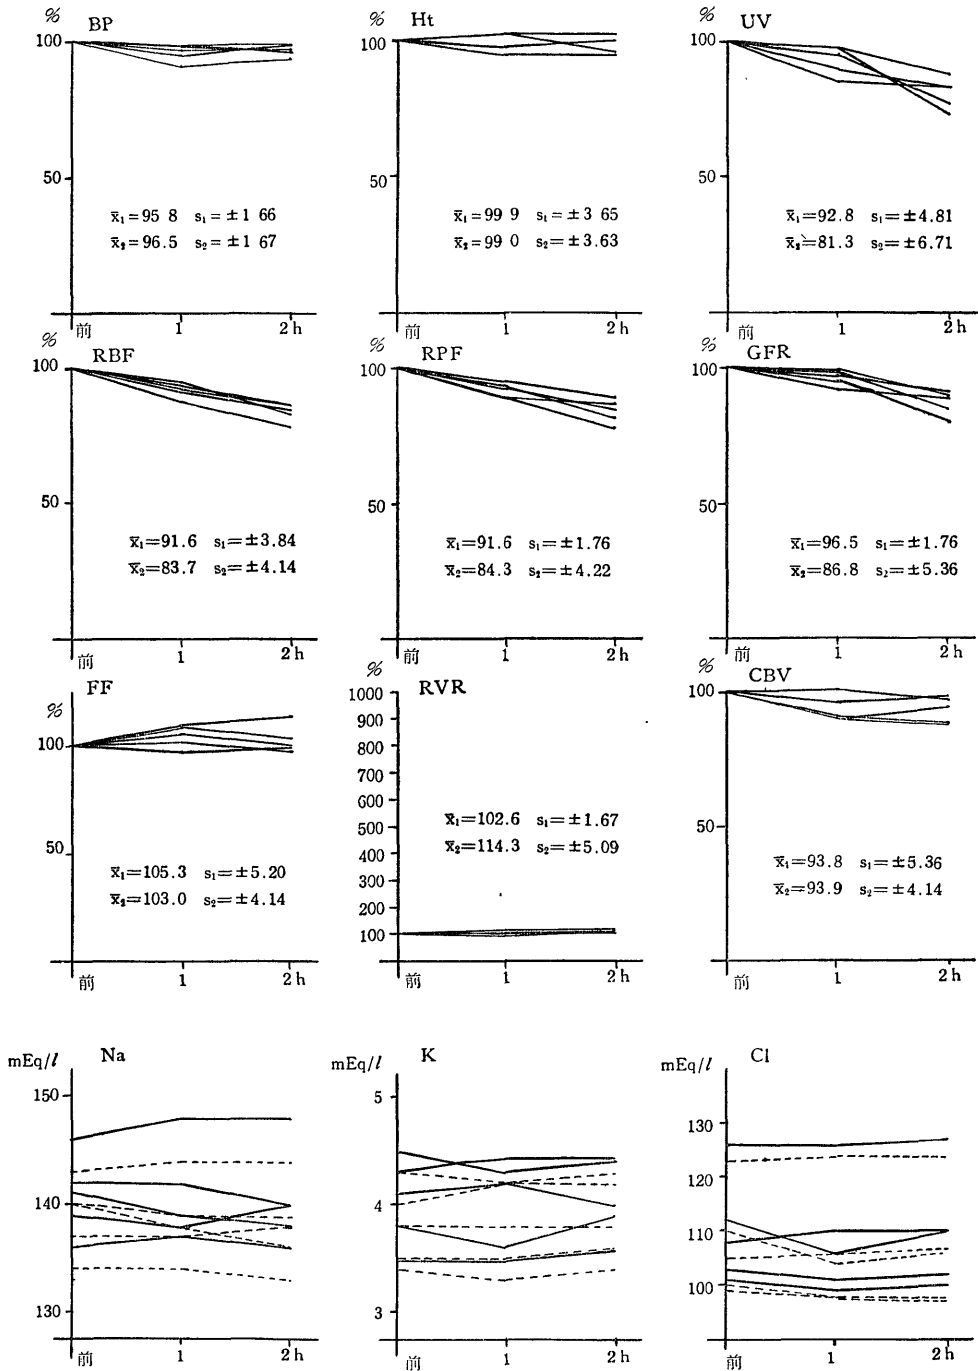 % BP
100
50
x̄₁=95 8 s₁=±1 66
x̄₂=96.5 s₂=±1 67
前 1 2h
% Ht
100
50
x̄₁=99 9 s₁=±3 65
x̄₂=99 0 s₂=±3.63
前 1 2h
% UV
100
50
x̄₁=92.8 s₁=±4.81
x̄₂=81.3 s₂=±6.71
前 1 2h
% RBF
100
50
x̄₁=91.6 s₁=±3.84
x̄₂=83.7 s₂=±4.14
前 1 2h
% RPF
100
50
x̄₁=91.6 s₁=±1.76
x̄₂=84.3 s₂=±4.22
前 1 2h
% GFR
100
50
x̄₁=96.5 s₁=±1.76
x̄₂=86.8 s₂=±5.36
前 1 2h
FF
%
100
50
x̄₁=105.3 s₁=±5.20
x̄₂=103.0 s₂=±4.14
前 1 2h
%
RVR
1000
900
800
700
600
500
400
300
200
100
x̄₁=102.6 s₁=±1.67
x̄₂=114.3 s₂=±5.09
前 1 2h
% CBV
100
50
x̄₁=93.8 s₁=±5.36
x̄₂=93.9 s₂=±4.14
前 1 2h
mEq/l Na
150
140
130
前 1 2h
mEq/l K
5
4
3
前 1 2h
mEq/l Cl
130
120
110
100
前 1 2h